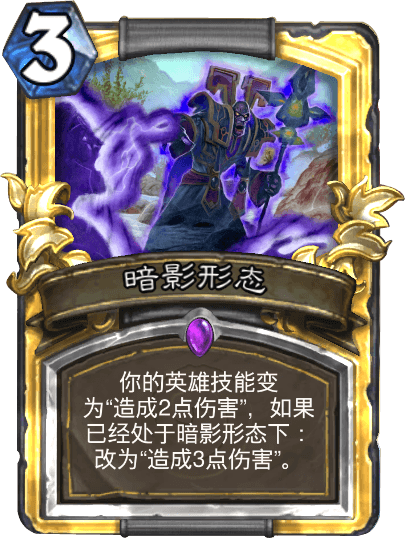 3
暗影形态
你的英雄技能变
为“造成2点伤害”，如果
已经处于暗影形态下：
改为“造成3点伤害”。